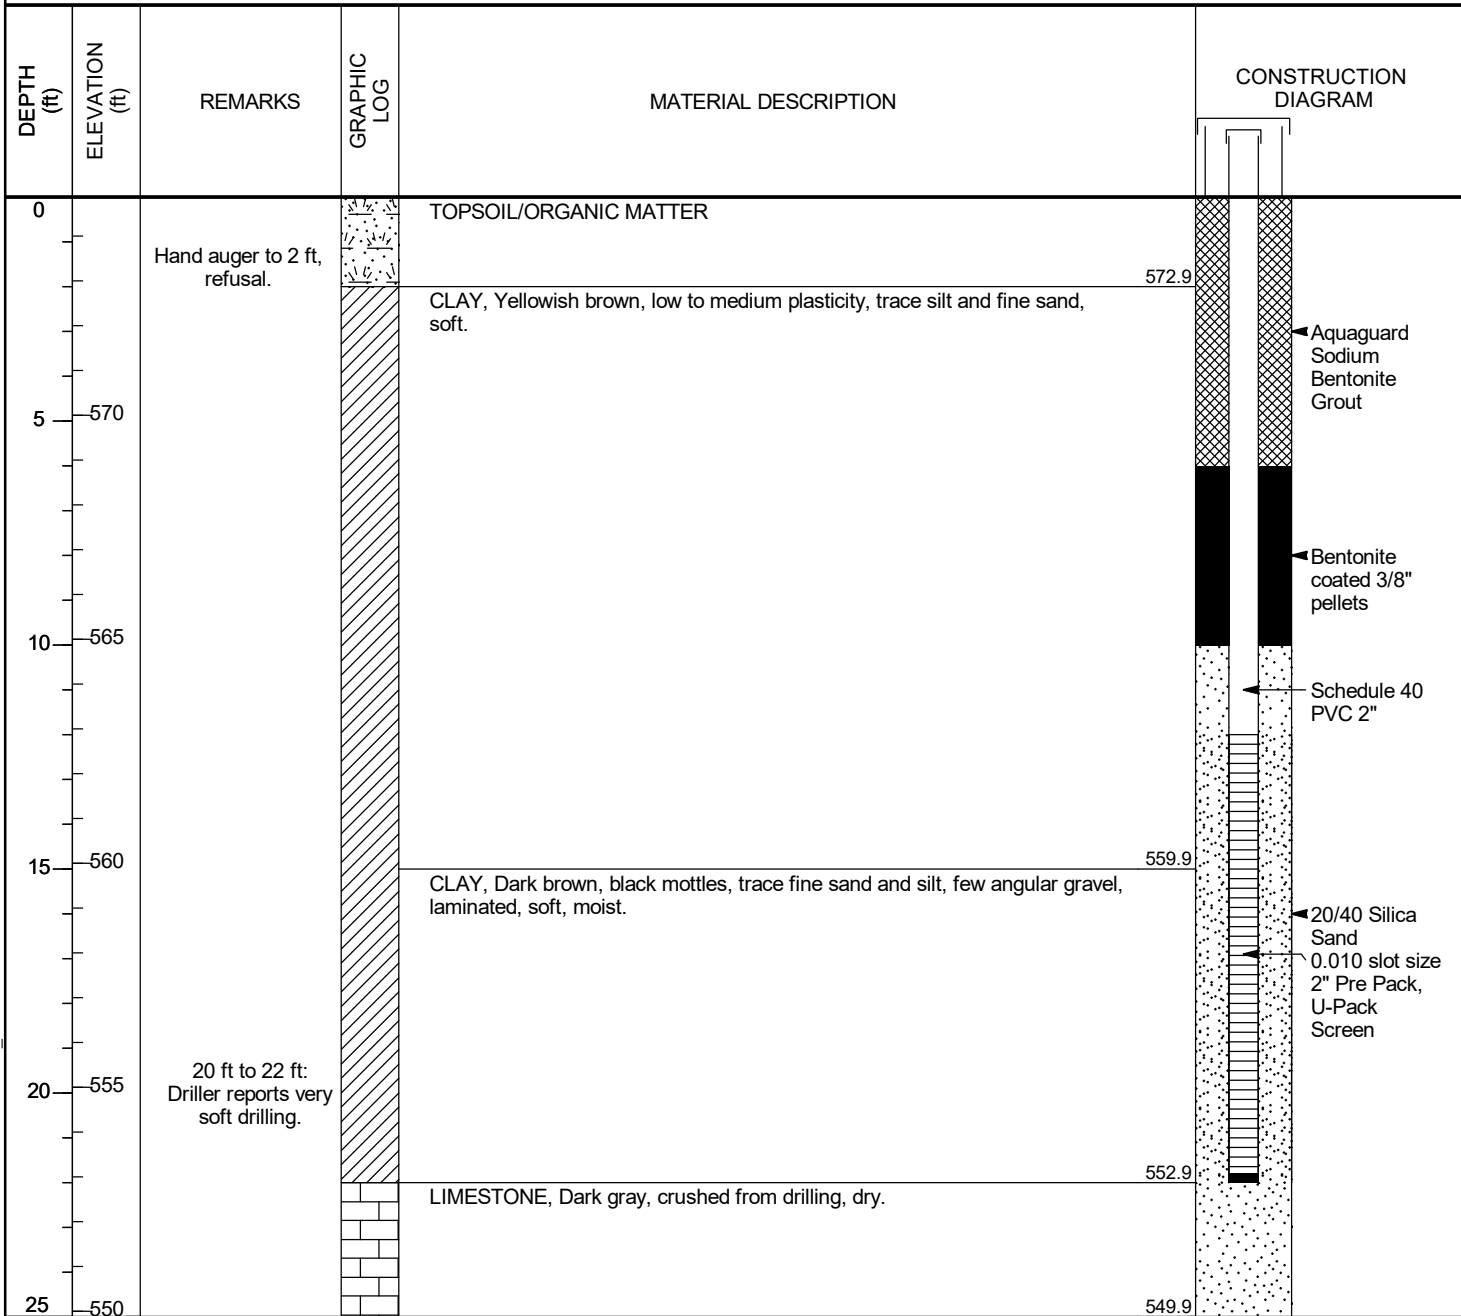 DEPTH
(ft)
ELEVATION
(ft)
REMARKS
GRAPHIC
LOG
MATERIAL DESCRIPTION
CONSTRUCTION
DIAGRAM
0
TOPSOIL/ORGANIC MATTER
Hand auger to 2 ft,
refusal.
572.9
CLAY, Yellowish brown, low to medium plasticity, trace silt and fine sand,
soft.
Aquaguard
Sodium
Bentonite
Grout
5
570
Bentonite
coated 3/8"
pellets
10
565
Schedule 40
PVC 2"
15
560
559.9
CLAY, Dark brown, black mottles, trace fine sand and silt, few angular gravel,
laminated, soft, moist.
20/40 Silica
Sand
0.010 slot size
2" Pre Pack,
U-Pack
Screen
20 ft to 22 ft:
Driller reports very
soft drilling.
20
555
552.9
LIMESTONE, Dark gray, crushed from drilling, dry.
25
550
549.9